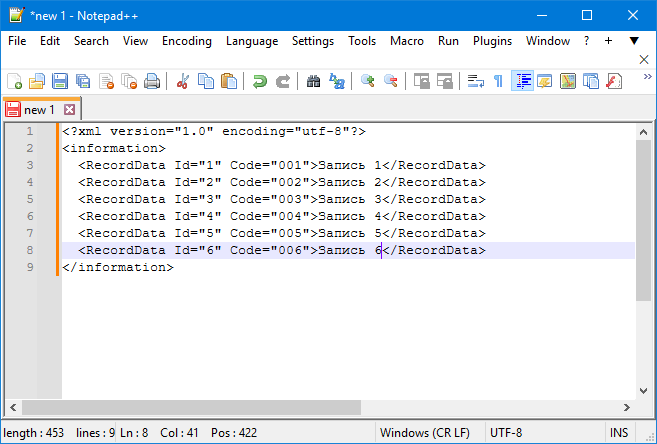 *new 1 - Notepad++
File Edit Search View Encoding Language Settings Tools Macro Run Plugins Window ? + ▼
new 1
1 <?xml version="1.0" encoding="utf-8"?>
2 <information>
3 <RecordData Id="1" Code="001">Запись 1</RecordData>
4 <RecordData Id="2" Code="002">Запись 2</RecordData>
5 <RecordData Id="3" Code="003">Запись 3</RecordData>
6 <RecordData Id="4" Code="004">Запись 4</RecordData>
7 <RecordData Id="5" Code="005">Запись 5</RecordData>
8 <RecordData Id="6" Code="006">Запись 6</RecordData>
9 </information>
length : 453 lines : 9 Ln : 8 Col : 41 Pos : 422 Windows (CR LF) UTF-8 INS